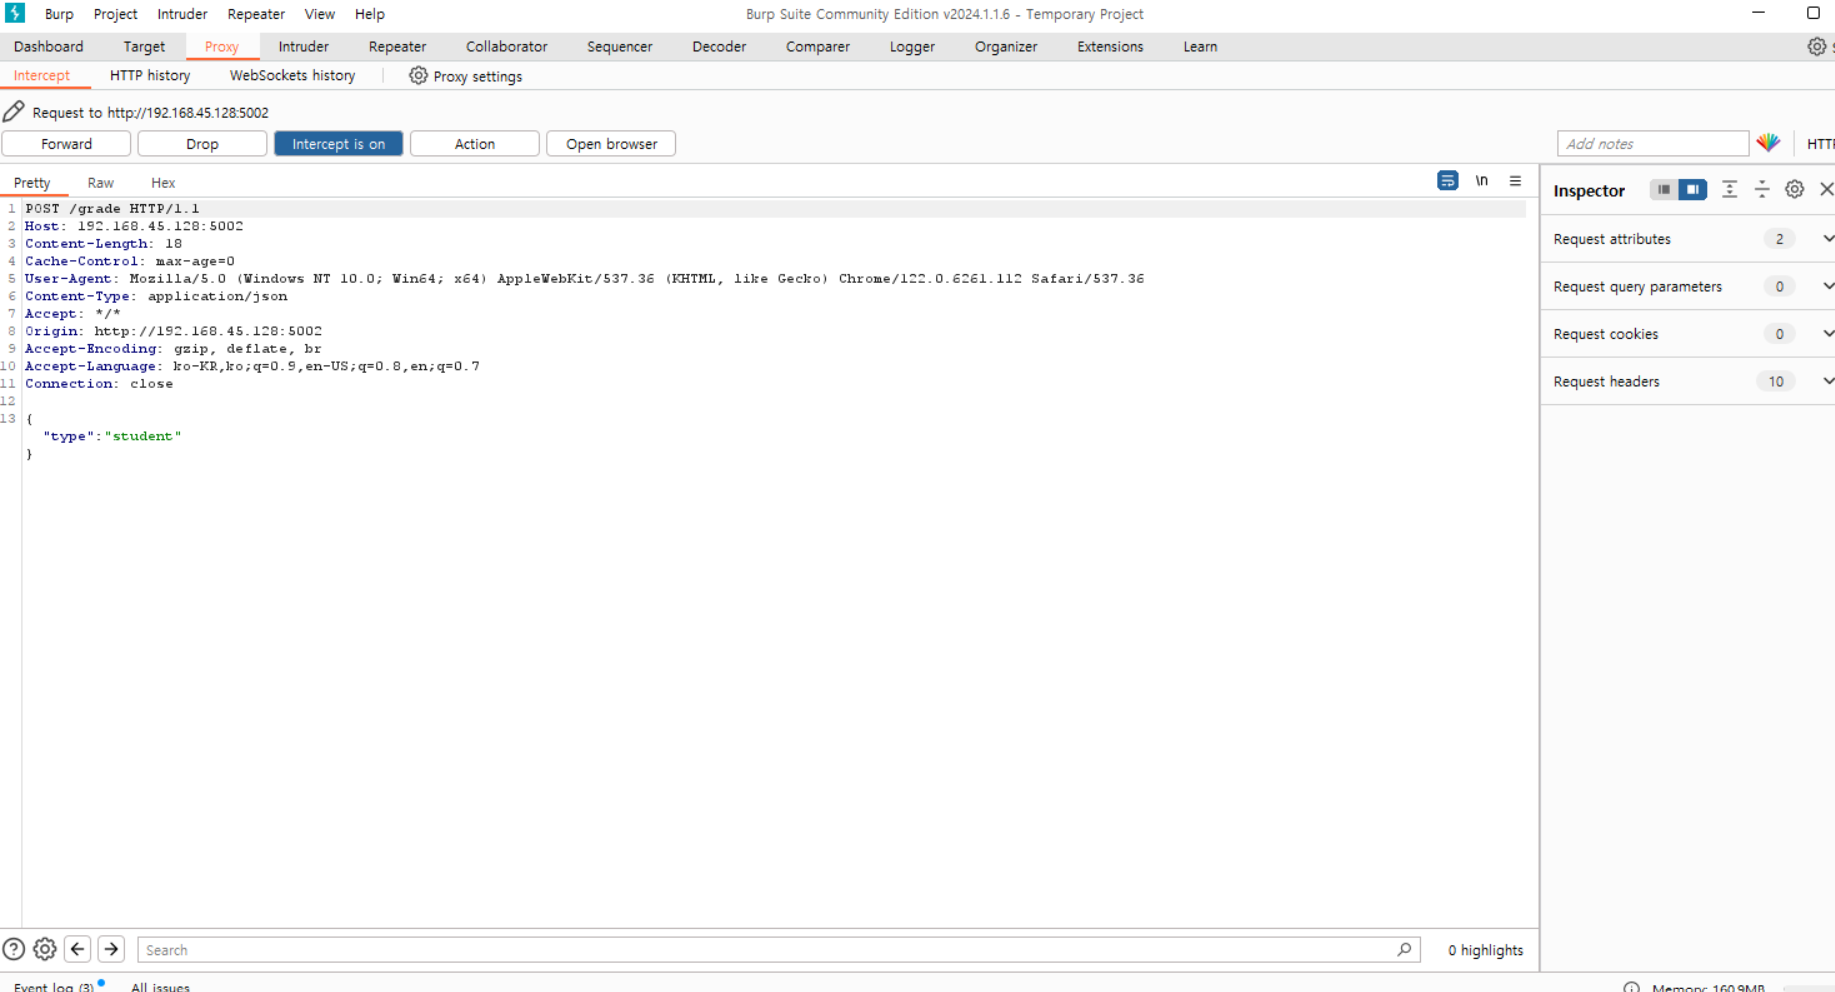 Burp Project Intruder Repeater View Help Burp Suite Community Edition v2024.1.1.6 - Temporary Project
Dashboard Target Proxy Intruder Repeater Collaborator Sequencer Decoder Comparer Logger Organizer Extensions Learn
Intercept HTTP history WebSockets history Proxy settings
Request to http://192.168.45.128:5002
Forward Drop Intercept is on Action Open browser Add notes
Pretty Raw Hex \n
Inspector
1 POST /grade HTTP/1.1
2 Host: 192.168.45.128:5002
3 Content-Length: 18
4 Cache-Control: max-age=0
5 User-Agent: Mozilla/5.0 (Windows NT 10.0; Win64; x64) AppleWebKit/537.36 (KHTML, like Gecko) Chrome/122.0.6261.112 Safari/537.36
6 Content-Type: application/json
7 Accept: */*
8 Origin: http://192.168.45.128:5002
9 Accept-Encoding: gzip, deflate, br
10 Accept-Language: ko-KR,ko;q=0.9,en-US;q=0.8,en;q=0.7
11 Connection: close
12
13 {
"type":"student"
}
Request attributes 2
Request query parameters 0
Request cookies 0
Request headers 10
Search 0 highlights
Event log (3) All issues Memory: 160.9MB